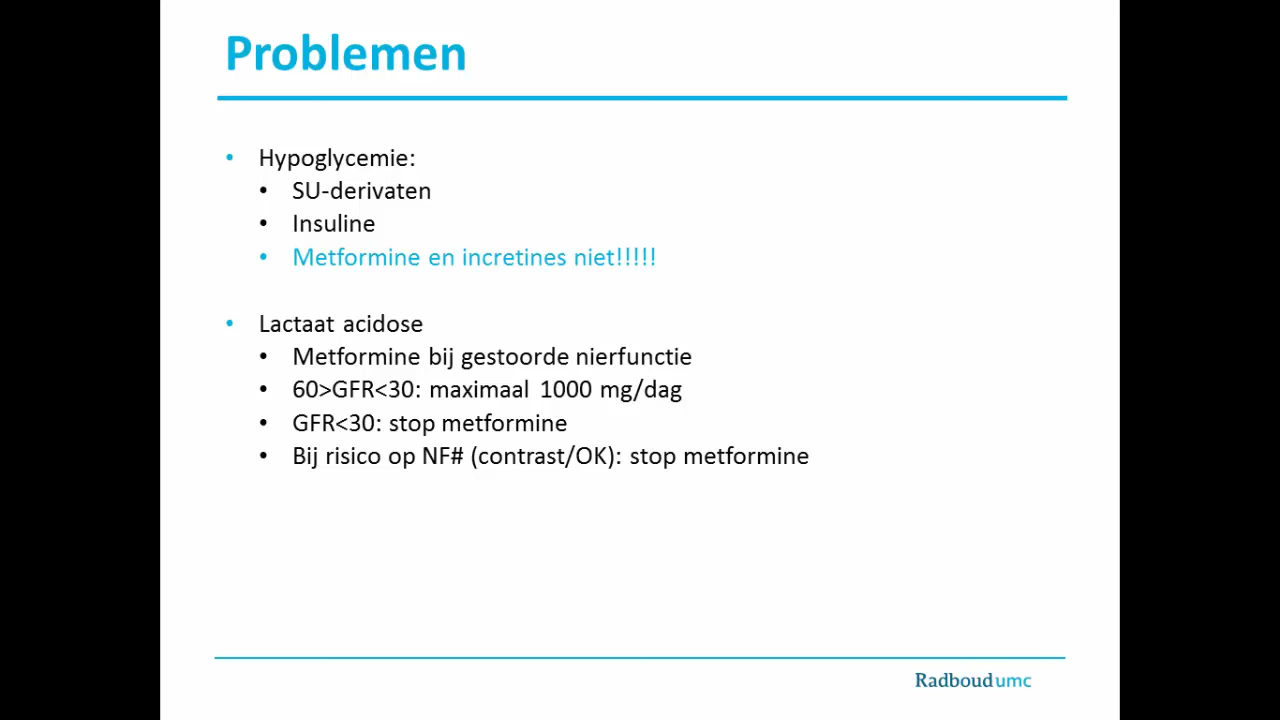 Problemen
• Hypoglycemie:
• SU-derivaten
• Insuline
• Metformine en incretines niet!!!!!
• Lactaat acidose
• Metformine bij gestoorde nierfunctie
• 60>GFR<30: maximaal 1000 mg/dag
• GFR<30: stop metformine
• Bij risico op NF# (contrast/OK): stop metformine
Radboudumc